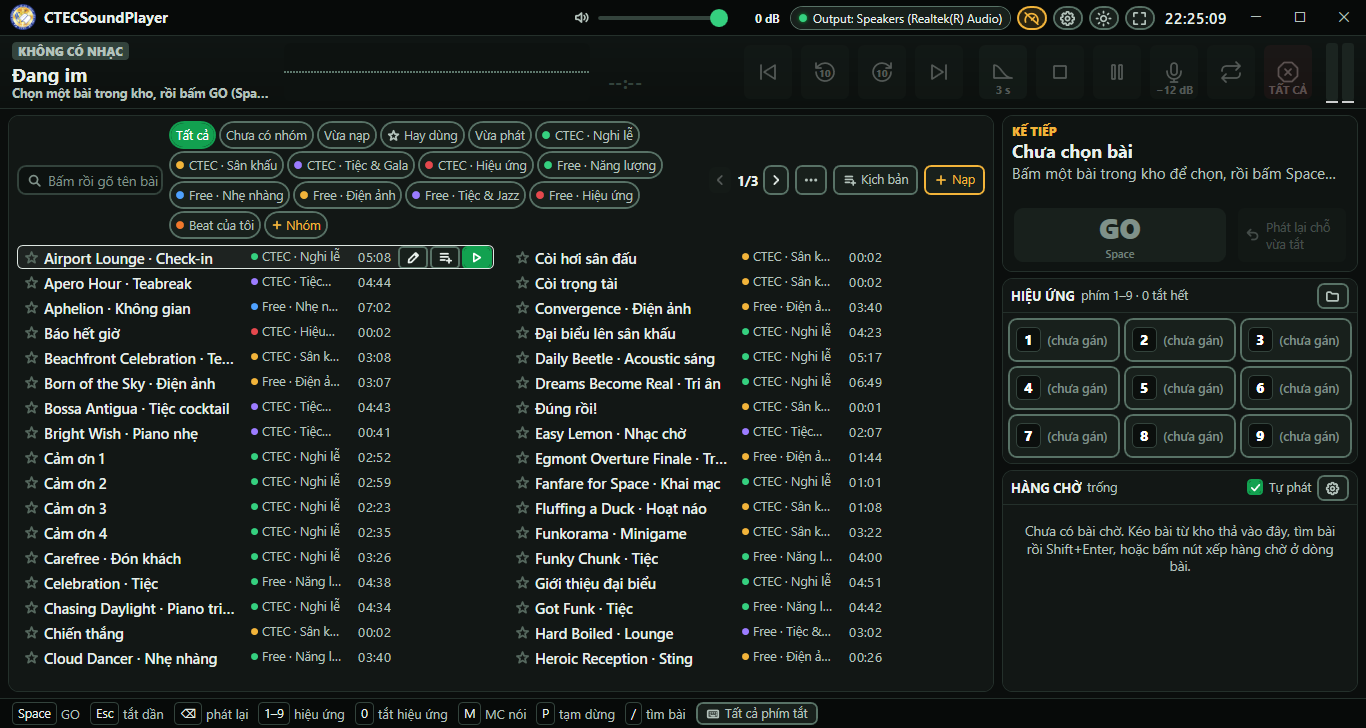 CTECSoundPlayer
0 dB
Output: Speakers (Realtek(R) Audio)
22:25:09
KHÔNG CÓ NHẠC
Đang im
Chọn một bài trong kho, rồi bấm GO (Spa...
--:--
10
10
3 s
−12 dB
TẤT CẢ
Tất cả
Chưa có nhóm
Vừa nạp
Hay dùng
Vừa phát
CTEC · Nghi lễ
CTEC · Sân khấu
CTEC · Tiệc & Gala
CTEC · Hiệu ứng
Free · Năng lượng
Bấm rồi gõ tên bài
Free · Nhẹ nhàng
Free · Điện ảnh
Free · Tiệc & Jazz
Free · Hiệu ứng
Beat của tôi
+ Nhóm
1/3
Kịch bản
+ Nạp
Airport Lounge · Check-in CTEC · Nghi lễ 05:08
Apero Hour · Teabreak CTEC · Tiệc... 04:44
Aphelion · Không gian Free · Nhẹ n... 07:02
Báo hết giờ CTEC · Hiệu... 00:02
Beachfront Celebration · Te... CTEC · Sân k... 03:08
Born of the Sky · Điện ảnh Free · Điện ả... 03:07
Bossa Antigua · Tiệc cocktail CTEC · Tiệc... 04:43
Bright Wish · Piano nhẹ CTEC · Tiệc... 00:41
Cảm ơn 1 CTEC · Nghi lễ 02:52
Cảm ơn 2 CTEC · Nghi lễ 02:59
Cảm ơn 3 CTEC · Nghi lễ 02:23
Cảm ơn 4 CTEC · Nghi lễ 02:35
Carefree · Đón khách CTEC · Nghi lễ 03:26
Celebration · Tiệc Free · Năng l... 04:38
Chasing Daylight · Piano tri... CTEC · Nghi lễ 04:34
Chiến thắng CTEC · Sân k... 00:02
Cloud Dancer · Nhẹ nhàng Free · Năng l... 03:40
Còi hơi sân đấu CTEC · Sân k... 00:02
Còi trọng tài CTEC · Sân k... 00:02
Convergence · Điện ảnh Free · Điện ả... 03:40
Đại biểu lên sân khấu CTEC · Nghi lễ 04:23
Daily Beetle · Acoustic sáng CTEC · Nghi lễ 05:17
Dreams Become Real · Tri ân CTEC · Nghi lễ 06:49
Đúng rồi! CTEC · Sân k... 00:01
Easy Lemon · Nhạc chờ CTEC · Tiệc... 02:07
Egmont Overture Finale · Tr... Free · Điện ả... 01:44
Fanfare for Space · Khai mạc CTEC · Nghi lễ 01:01
Fluffing a Duck · Hoạt náo CTEC · Sân k... 01:08
Funkorama · Minigame CTEC · Sân k... 03:22
Funky Chunk · Tiệc Free · Năng l... 04:00
Giới thiệu đại biểu CTEC · Nghi lễ 04:51
Got Funk · Tiệc Free · Năng l... 04:42
Hard Boiled · Lounge Free · Tiệc &... 03:02
Heroic Reception · Sting Free · Điện ả... 00:26
KẾ TIẾP
Chưa chọn bài
Bấm một bài trong kho để chọn, rồi bấm Space...
GO
Space
Phát lại chỗ
vừa tắt
HIỆU ỨNG phím 1–9 · 0 tắt hết
1 (chưa gán)
2 (chưa gán)
3 (chưa gán)
4 (chưa gán)
5 (chưa gán)
6 (chưa gán)
7 (chưa gán)
8 (chưa gán)
9 (chưa gán)
HÀNG CHỜ trống
Tự phát
Chưa có bài chờ. Kéo bài từ kho thả vào đây, tìm bài
rồi Shift+Enter, hoặc bấm nút xếp hàng chờ ở dòng
bài.
Space GO Esc tắt dần ⌫ phát lại 1–9 hiệu ứng 0 tắt hiệu ứng M MC nói P tạm dừng / tìm bài Tất cả phím tắt